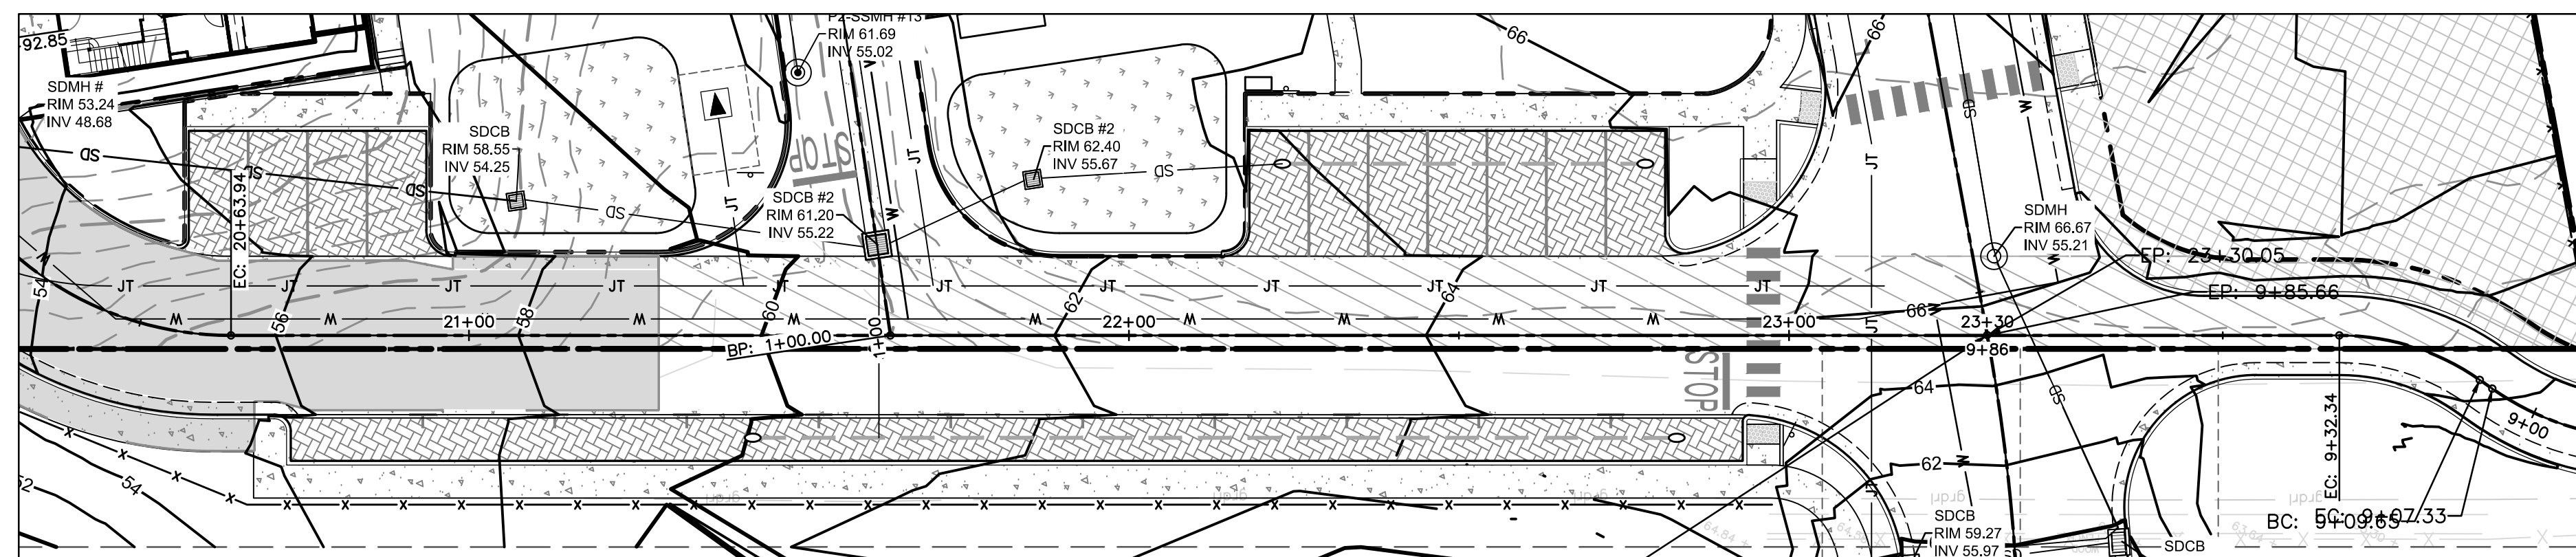 92.85
SDMH #
RIM 53.24
INV 48.68
P2-SSMH #13
RIM 61.69
INV 55.02
SDCB
RIM 58.55
INV 54.25
SDCB #2
RIM 61.20
INV 55.22
SDCB #2
RIM 62.40
INV 55.67
SDMH
RIM 66.67
INV 55.21
66
66
W
W
JT
JT
JT
W
W
SD
SD
SD
SD
SD
SD
SD
STOP
EC: 20+63.94
EP: 23+30.05
EP: 9+85.66
54
JT
JT
JT
JT
JT
JT
JT
JT
JT
JT
JT
56
58
60
62
64
66
W
W
W
W
W
W
W
W
W
W
W
21+00
22+00
23+00
23+30
9+86
BP: 1+00.00
1+00
JT
STOP
64
62
W
SD
EC: 9+32.34
9+00
BC: 9+09.65
EC: 9+07.33
52
54
x x x x
x x x x x x x x x x x x x x x x x x x x x x x x x
JT
SDCB
RIM 59.27
INV 55.97
SDCB